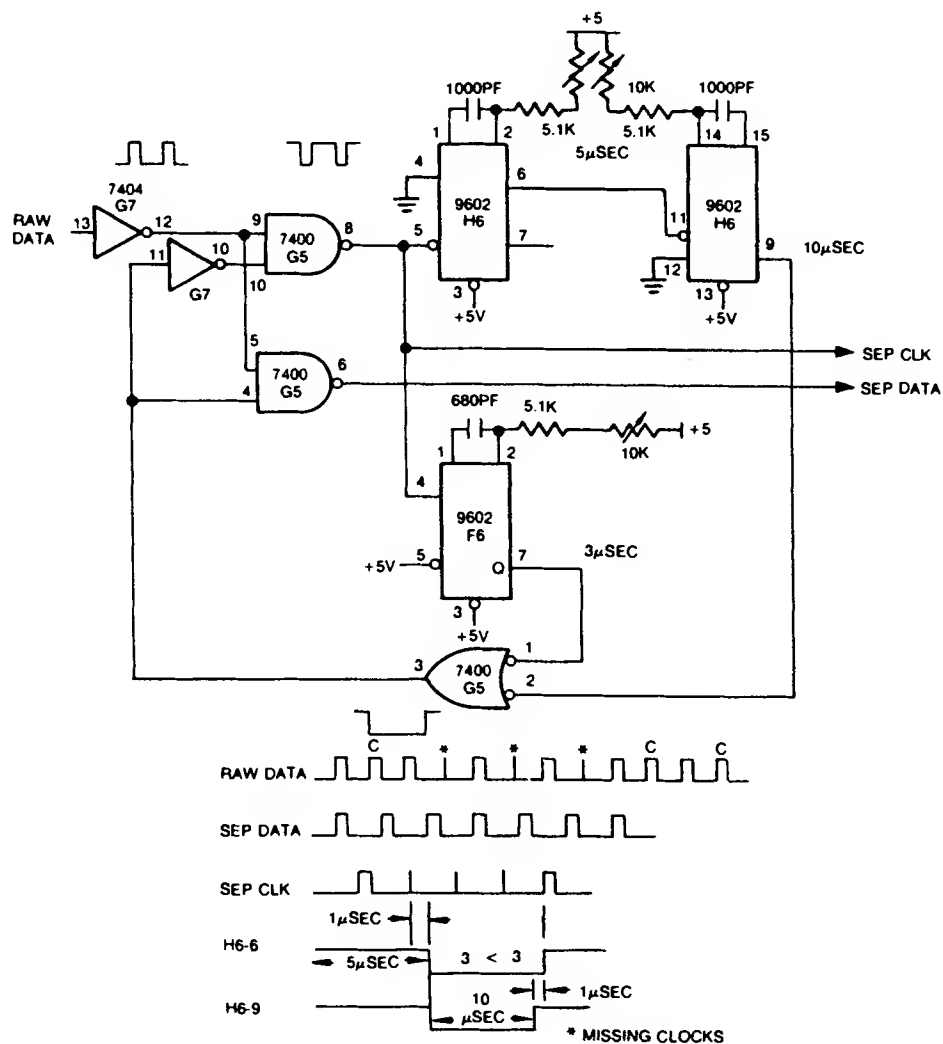 +5
1000PF
10K
1000PF
5.1K
5.1K
1
2
14
15
5µSEC
4
6
9602
H6
9602
H6
7404
G7
RAW
DATA
13
12
9
7400
G5
8
5
7
11
12
9
10µSEC
11
10
10
G7
3
+5V
13
+5V
5
7400
G5
6
4
SEP CLK
SEP DATA
680PF
5.1K
10K
+5
1
2
4
9602
F6
7
3µSEC
+5V
5
Q
3
+5V
1
3
7400
G5
2
C
*
*
*
C
C
RAW DATA
SEP DATA
SEP CLK
1µSEC
H6-6
5µSEC
3 < 3
1µSEC
H6-9
10
µSEC
* MISSING CLOCKS